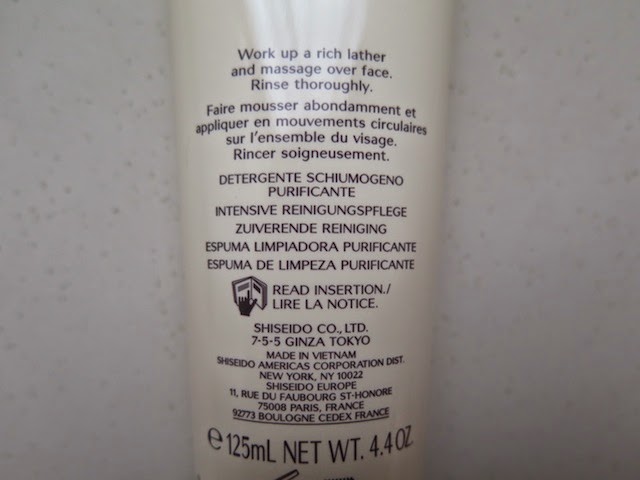 Work up a rich lather
and massage over face.
Rinse thoroughly.
Faire mousser abondamment et
appliquer en mouvements circulaires
sur l'ensemble du visage.
Rincer soigneusement.
DETERGENTE SCHIUMOGENO
PURIFICANTE
INTENSIVE REINIGUNGSPFLEGE
ZUIVERENDE REINIGING
ESPUMA LIMPIADORA PURIFICANTE
ESPUMA DE LIMPEZA PURIFICANTE
READ INSERTION./
LIRE LA NOTICE.
SHISEIDO CO., LTD.
7-5-5 GINZA TOKYO
MADE IN VIETNAM
SHISEIDO AMERICAS CORPORATION DIST.
NEW YORK, NY 10022
SHISEIDO EUROPE
11, RUE DU FAUBOURG ST-HONORE
75008 PARIS, FRANCE
92773 BOULOGNE CEDEX FRANCE
℮ 125mL NET WT. 4.4 OZ.